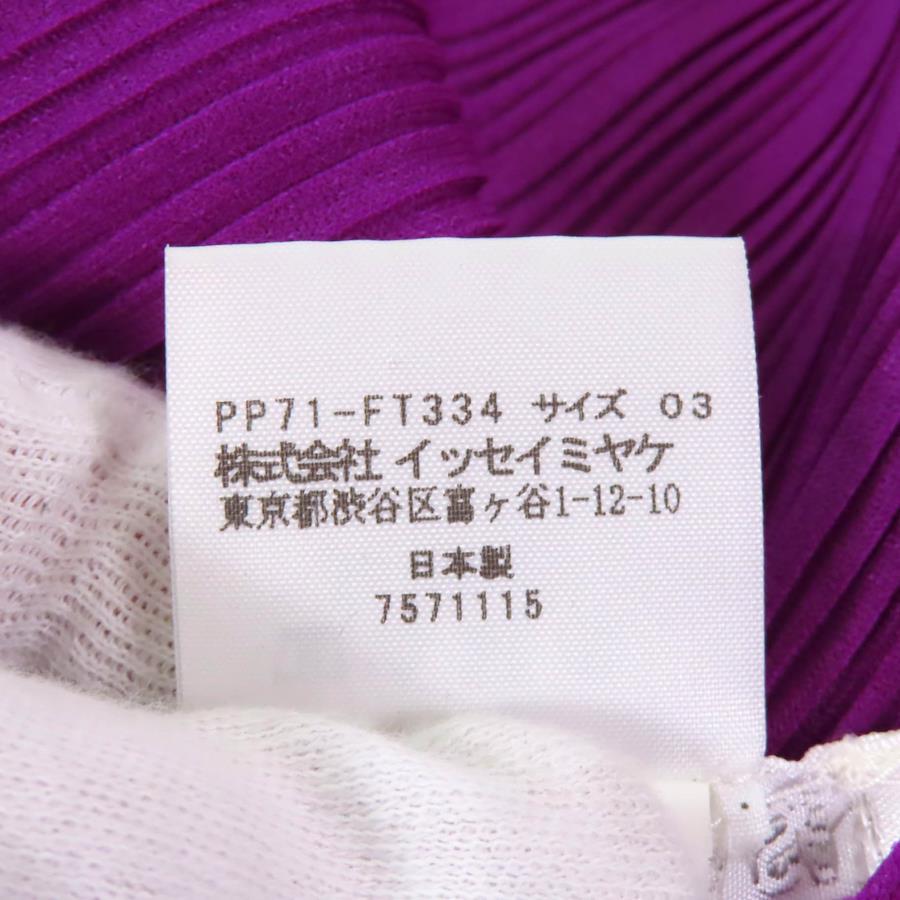 PP71-FT334 サイズ 03
株式会社 イッセイミヤケ
東京都渋谷区富ヶ谷1-12-10
日本製
7571115